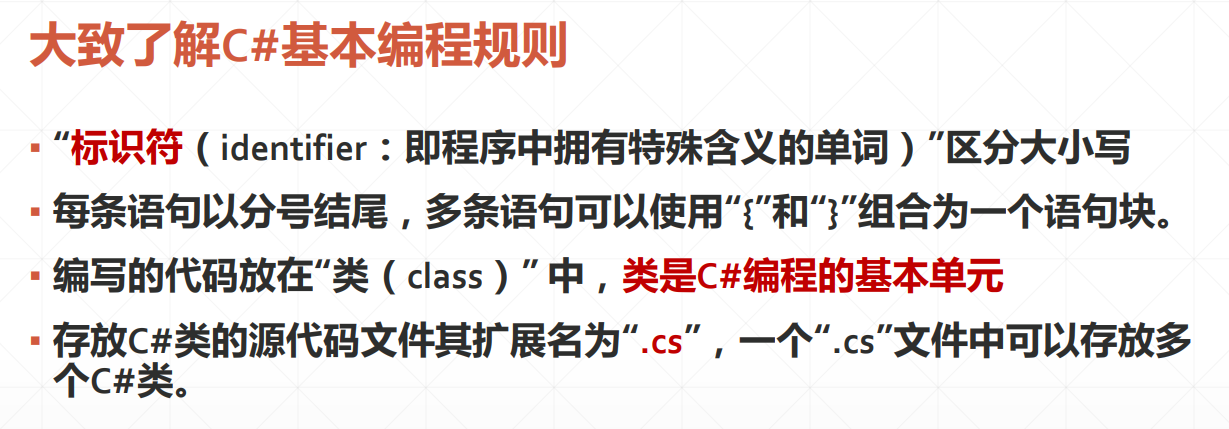 大致了解C#基本编程规则
▪ “标识符（identifier：即程序中拥有特殊含义的单词）”区分大小写
▪ 每条语句以分号结尾，多条语句可以使用“{”和“}”组合为一个语句块。
▪ 编写的代码放在“类（class）” 中，类是C#编程的基本单元
▪ 存放C#类的源代码文件其扩展名为“.cs”，一个“.cs”文件中可以存放多
个C#类。